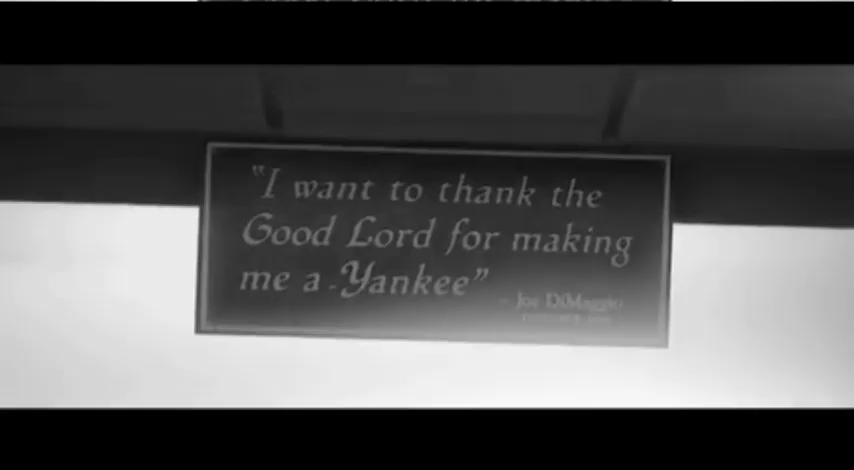 “I want to thank the
Good Lord for making
me a Yankee”
- Joe DiMaggio